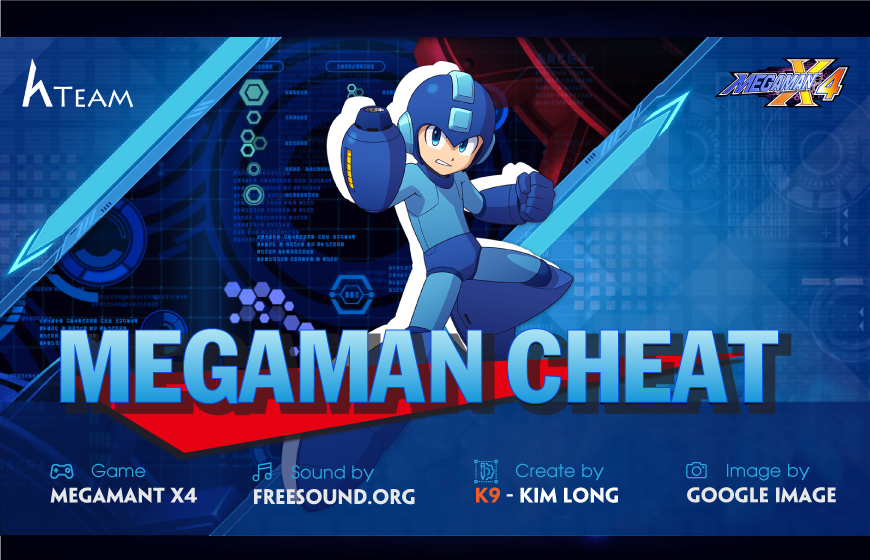 hTEAM
MEGAMAN X4
MEGAMAN CHEAT
Game
MEGAMANT X4
Sound by
FREESOUND.ORG
Create by
K9 - KIM LONG
Image by
GOOGLE IMAGE